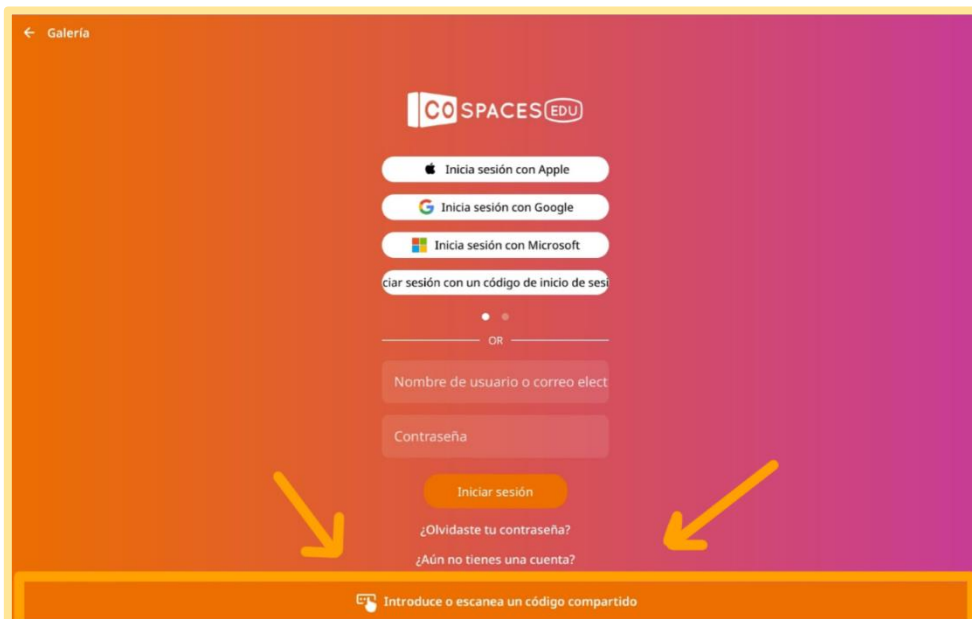 ← Galería
CO SPACES EDU
Inicia sesión con Apple
Inicia sesión con Google
Inicia sesión con Microsoft
ciar sesión con un código de inicio de sesi
OR
Nombre de usuario o correo elect
Contraseña
Iniciar sesión
¿Olvidaste tu contraseña?
¿Aún no tienes una cuenta?
Introduce o escanea un código compartido